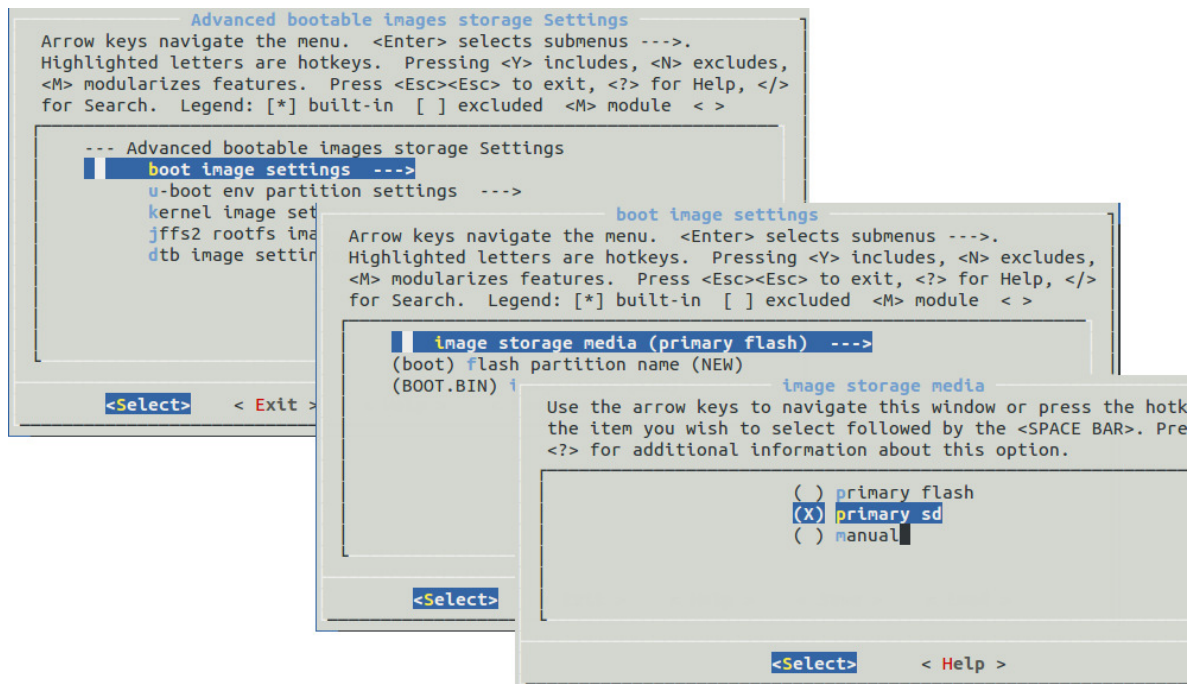 Advanced bootable images storage Settings
Arrow keys navigate the menu.  <Enter> selects submenus --->.
Highlighted letters are hotkeys.  Pressing <Y> includes, <N> excludes,
<M> modularizes features.  Press <Esc><Esc> to exit, <?> for Help, </>
for Search.  Legend: [*] built-in  [ ] excluded  <M> module  < >
--- Advanced bootable images storage Settings
boot image settings  --->
u-boot env partition settings  --->
kernel image set
jffs2 rootfs ima
dtb image settin
<Select>    < Exit >
boot image settings
Arrow keys navigate the menu.  <Enter> selects submenus --->.
Highlighted letters are hotkeys.  Pressing <Y> includes, <N> excludes,
<M> modularizes features.  Press <Esc><Esc> to exit, <?> for Help, </>
for Search.  Legend: [*] built-in  [ ] excluded  <M> module  < >
image storage media (primary flash)  --->
(boot) flash partition name (NEW)
(BOOT.BIN) i
<Select>
image storage media
Use the arrow keys to navigate this window or press the hotk
the item you wish to select followed by the <SPACE BAR>. Pre
<?> for additional information about this option.
( ) primary flash
(X) primary sd
( ) manual
<Select>      < Help >